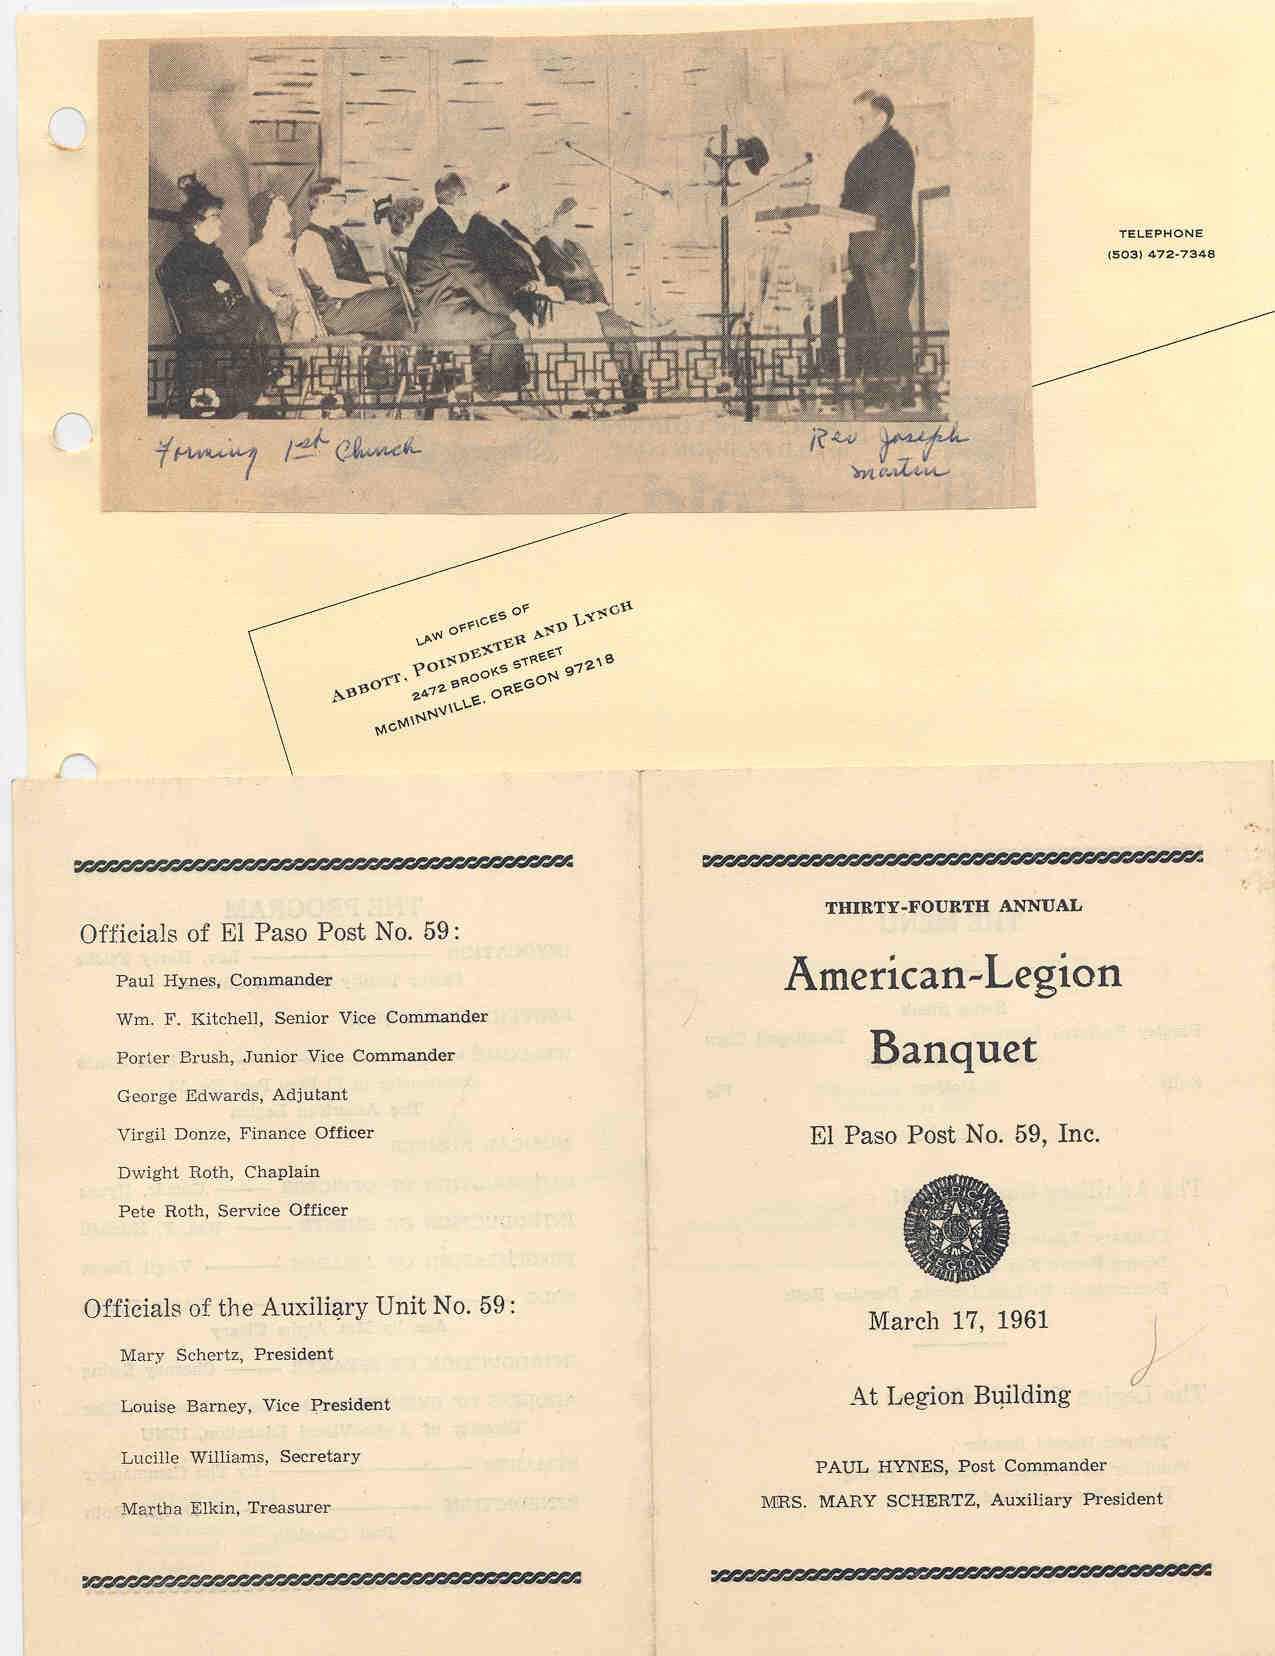 Forming 1st Church
Rev Joseph
Martin
TELEPHONE
(503) 472-7348
LAW OFFICES OF
ABBOTT, POINDEXTER AND LYNCH
2472 BROOKS STREET
McMINNVILLE, OREGON 97218
Officials of El Paso Post No. 59:
Paul Hynes, Commander
Wm. F. Kitchell, Senior Vice Commander
Porter Brush, Junior Vice Commander
George Edwards, Adjutant
Virgil Donze, Finance Officer
Dwight Roth, Chaplain
Pete Roth, Service Officer
Officials of the Auxiliary Unit No. 59:
Mary Schertz, President
Louise Barney, Vice President
Lucille Williams, Secretary
Martha Elkin, Treasurer
THIRTY-FOURTH ANNUAL
American-Legion
Banquet
El Paso Post No. 59, Inc.
AMERICAN
US
LEGION
March 17, 1961
At Legion Building
PAUL HYNES, Post Commander
MRS. MARY SCHERTZ, Auxiliary President